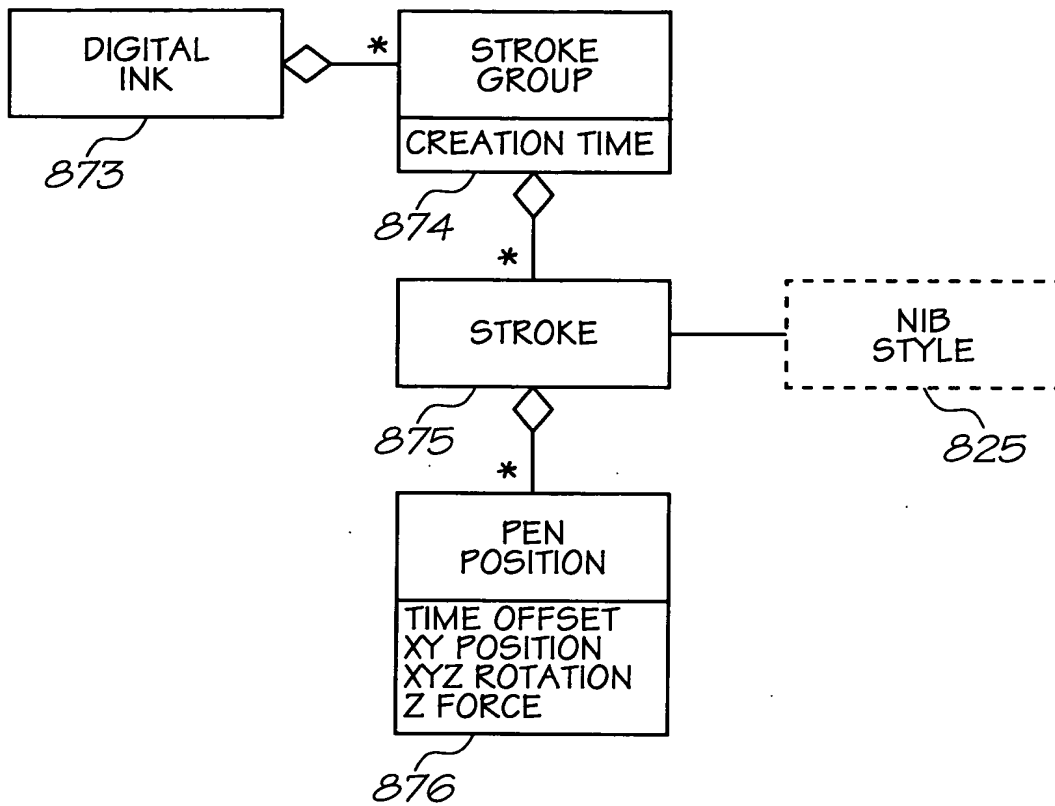 DIGITAL
INK
873
*
STROKE
GROUP
CREATION TIME
874
*
STROKE
875
NIB
STYLE
825
*
PEN
POSITION
TIME OFFSET
XY POSITION
XYZ ROTATION
Z FORCE
876